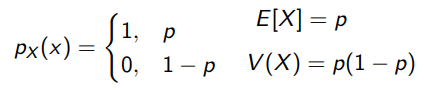 p_X(x) = { 1, p
0, 1 − p
E[X] = p
V(X) = p(1 − p)